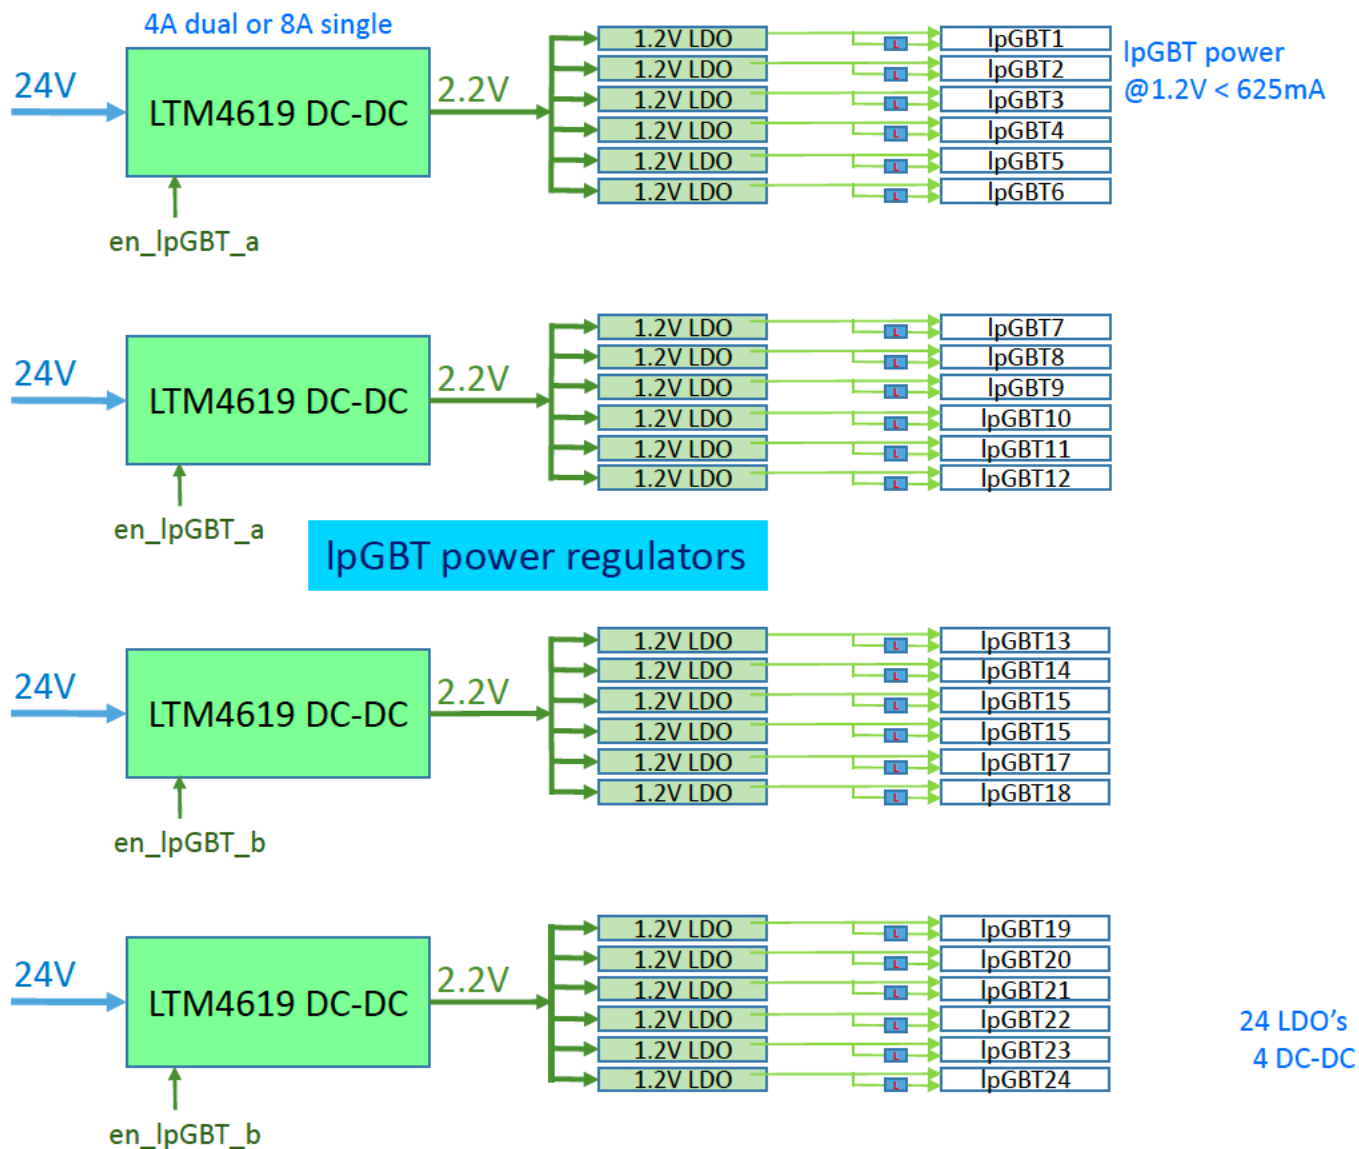 4A dual or 8A single
24V
LTM4619 DC-DC
2.2V
en_lpGBT_a
1.2V LDO
L
lpGBT1
1.2V LDO
L
lpGBT2
1.2V LDO
L
lpGBT3
1.2V LDO
L
lpGBT4
1.2V LDO
L
lpGBT5
1.2V LDO
L
lpGBT6
lpGBT power
@1.2V < 625mA
24V
LTM4619 DC-DC
2.2V
en_lpGBT_a
1.2V LDO
L
lpGBT7
1.2V LDO
L
lpGBT8
1.2V LDO
L
lpGBT9
1.2V LDO
L
lpGBT10
1.2V LDO
L
lpGBT11
1.2V LDO
L
lpGBT12
lpGBT power regulators
24V
LTM4619 DC-DC
2.2V
en_lpGBT_b
1.2V LDO
L
lpGBT13
1.2V LDO
L
lpGBT14
1.2V LDO
L
lpGBT15
1.2V LDO
L
lpGBT15
1.2V LDO
L
lpGBT17
1.2V LDO
L
lpGBT18
24V
LTM4619 DC-DC
2.2V
en_lpGBT_b
1.2V LDO
L
lpGBT19
1.2V LDO
L
lpGBT20
1.2V LDO
L
lpGBT21
1.2V LDO
L
lpGBT22
1.2V LDO
L
lpGBT23
1.2V LDO
L
lpGBT24
24 LDO’s
4 DC-DC